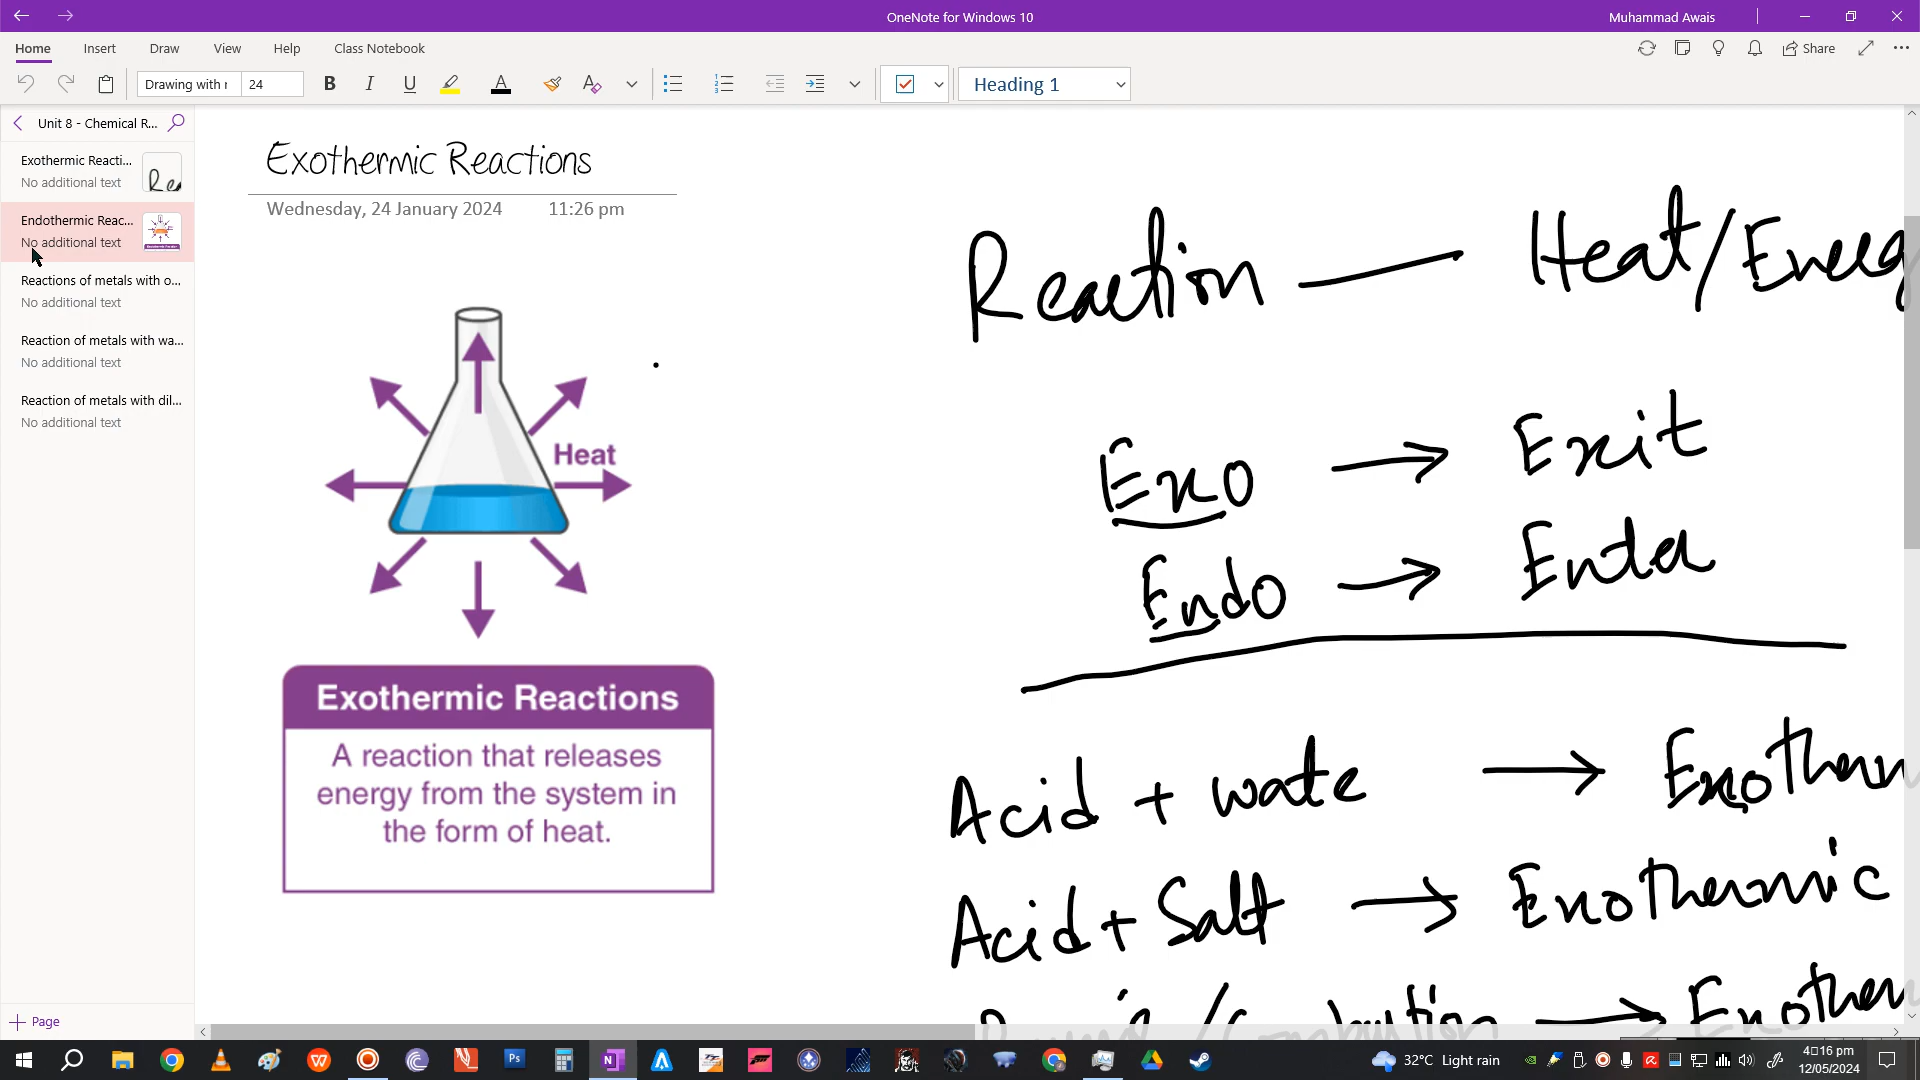 OneNote for Windows 10
Muhammad Awais
Home Insert Draw View Help Class Notebook
Share
Drawing with r 24 B I U A Heading 1
Unit 8 - Chemical R...
Exothermic Reacti...
No additional text
Endothermic Reac...
No additional text
Reactions of metals with o...
No additional text
Reaction of metals with wa...
No additional text
Reaction of metals with dil...
No additional text
Page
Exothermic Reactions
Wednesday, 24 January 2024 11:26 pm
Heat
Exothermic Reactions
A reaction that releases
energy from the system in
the form of heat.
Reaction — Heat/Energ
Exo → Exit
Endo → Enter
Acid + wate → Exotherm
Acid + Salt → Exothermic
→ Exotherm
32°C Light rain
4 16 pm
12/05/2024